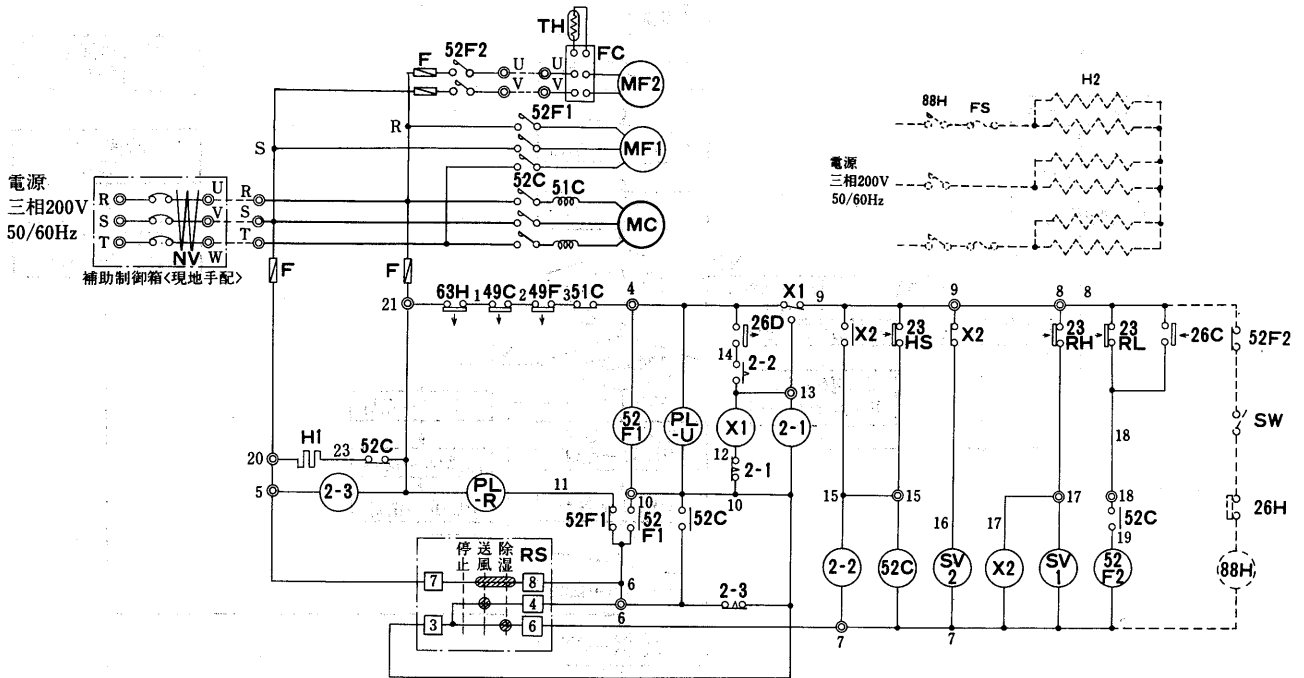 TH
FC
F
52F2
U
U
V
V
MF2
H2
88H
FS
52F1
R
MF1
S
電源
三相200V
50/60Hz
電源
三相200V
50/60Hz
52C
51C
U
R
R
S
V
S
MC
T
T
NV
W
補助制御箱<現地手配>
F
F
21
63H
1
49C
2
49F
3
51C
4
X1
9
9
8
8
26D
X2
23
HS
X2
23
RH
23
RL
26C
52F2
14
2-2
13
52
F1
PL
-U
X1
2-1
SW
18
H1
23
52C
12
2-1
20
5
2-3
PL
-R
11
10
10
15
15
17
18
26H
52F1
52
F1
52C
16
17
52C
19
停止
送風
除湿
RS
2-2
52C
SV
2
X2
SV
1
52
F2
88H
7
8
6
2-3
4
6
3
6
7
7